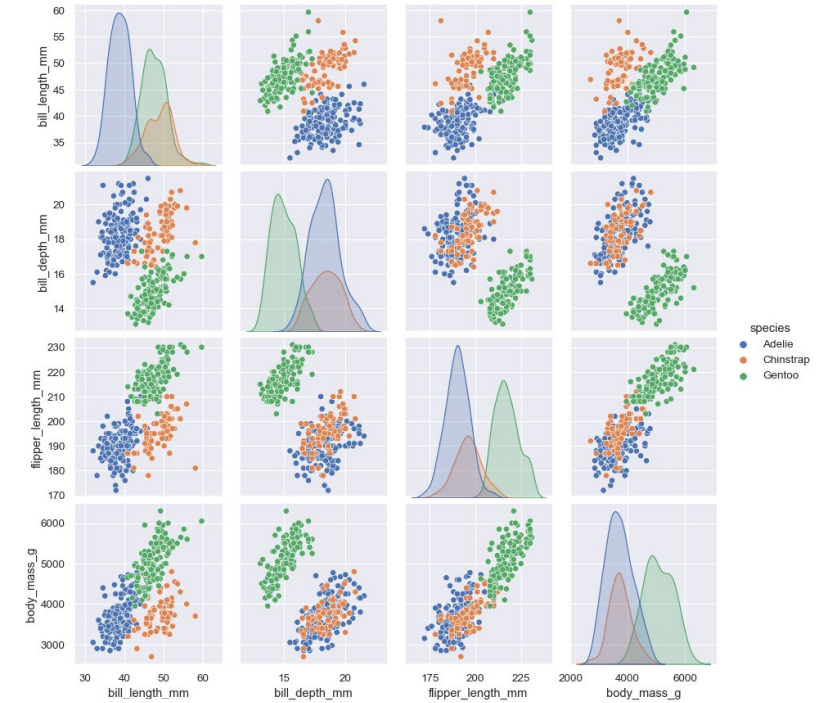 60
55
50
45
40
35
bill_length_mm
20
18
16
14
bill_depth_mm
230
220
210
200
190
180
170
flipper_length_mm
6000
5000
4000
3000
body_mass_g
30 40 50 60
bill_length_mm
15 20
bill_depth_mm
175 200 225
flipper_length_mm
2000 4000 6000
body_mass_g
species
Adelie
Chinstrap
Gentoo